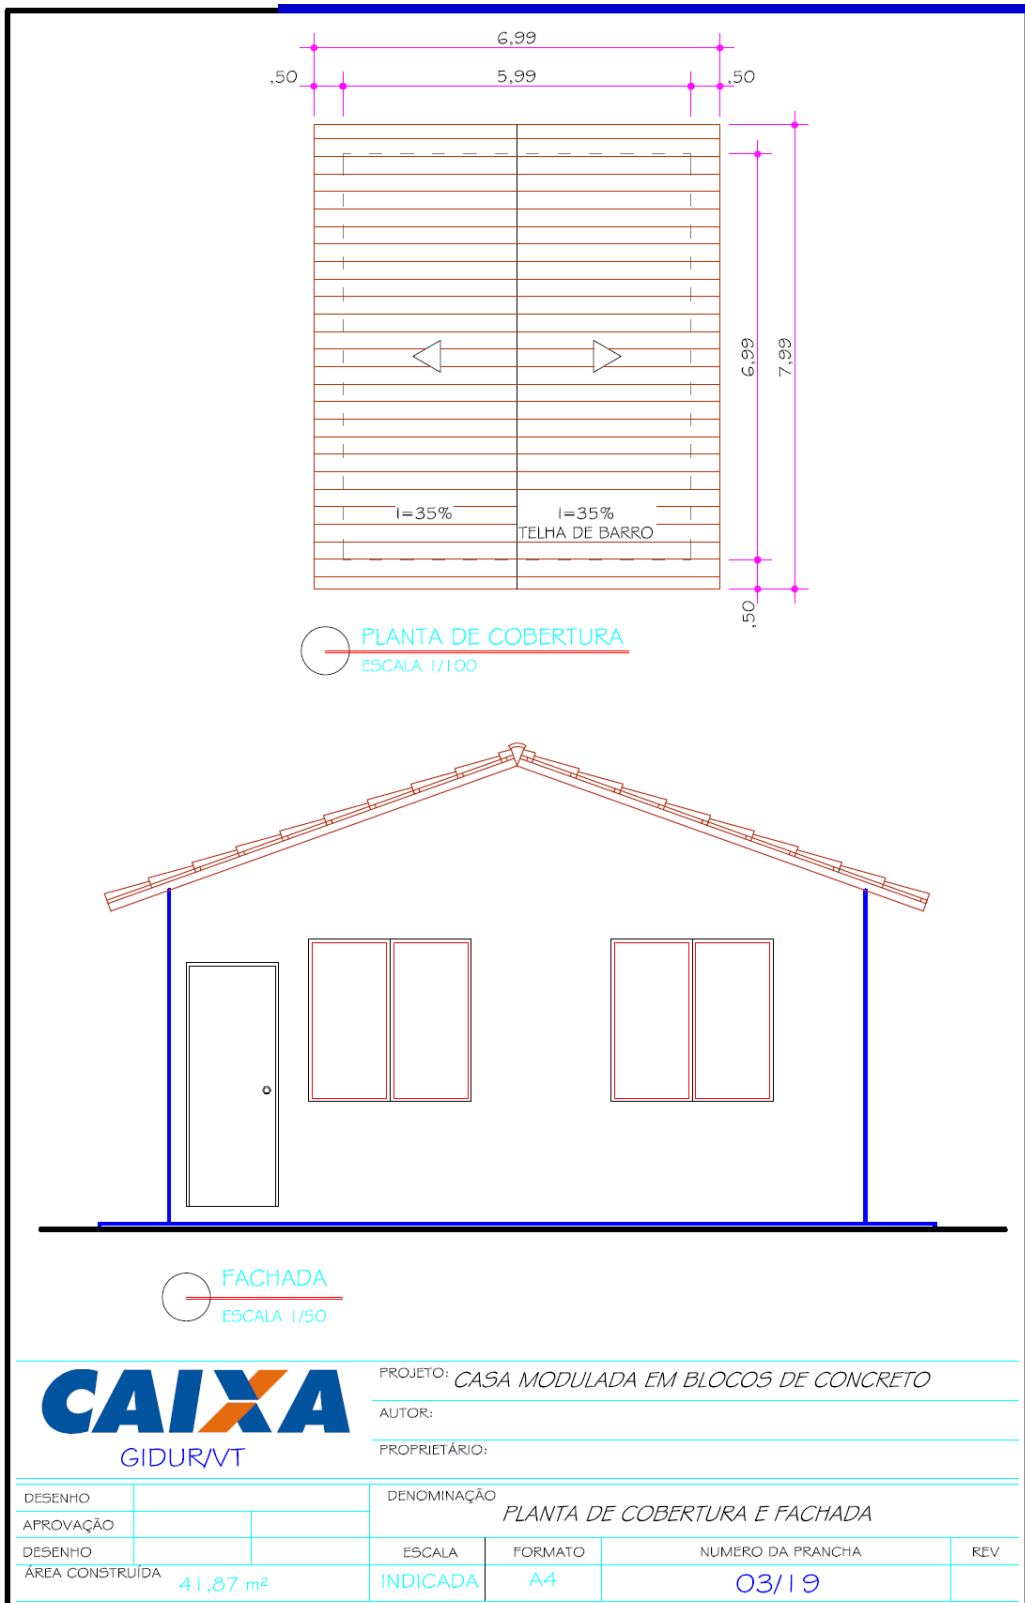 6,99
,50
5,99
,50
6,99
7,99
,50
I=35%
I=35%
TELHA DE BARRO
PLANTA DE COBERTURA
ESCALA 1/100
FACHADA
ESCALA 1/50
CAIXA
GIDUR/VT
PROJETO: CASA MODULADA EM BLOCOS DE CONCRETO
AUTOR:
PROPRIETÁRIO:
DESENHO
APROVAÇÃO
DESENHO
ÁREA CONSTRUÍDA 41,87 m²
DENOMINAÇÃO
PLANTA DE COBERTURA E FACHADA
ESCALA
INDICADA
FORMATO
A4
NUMERO DA PRANCHA
03/19
REV